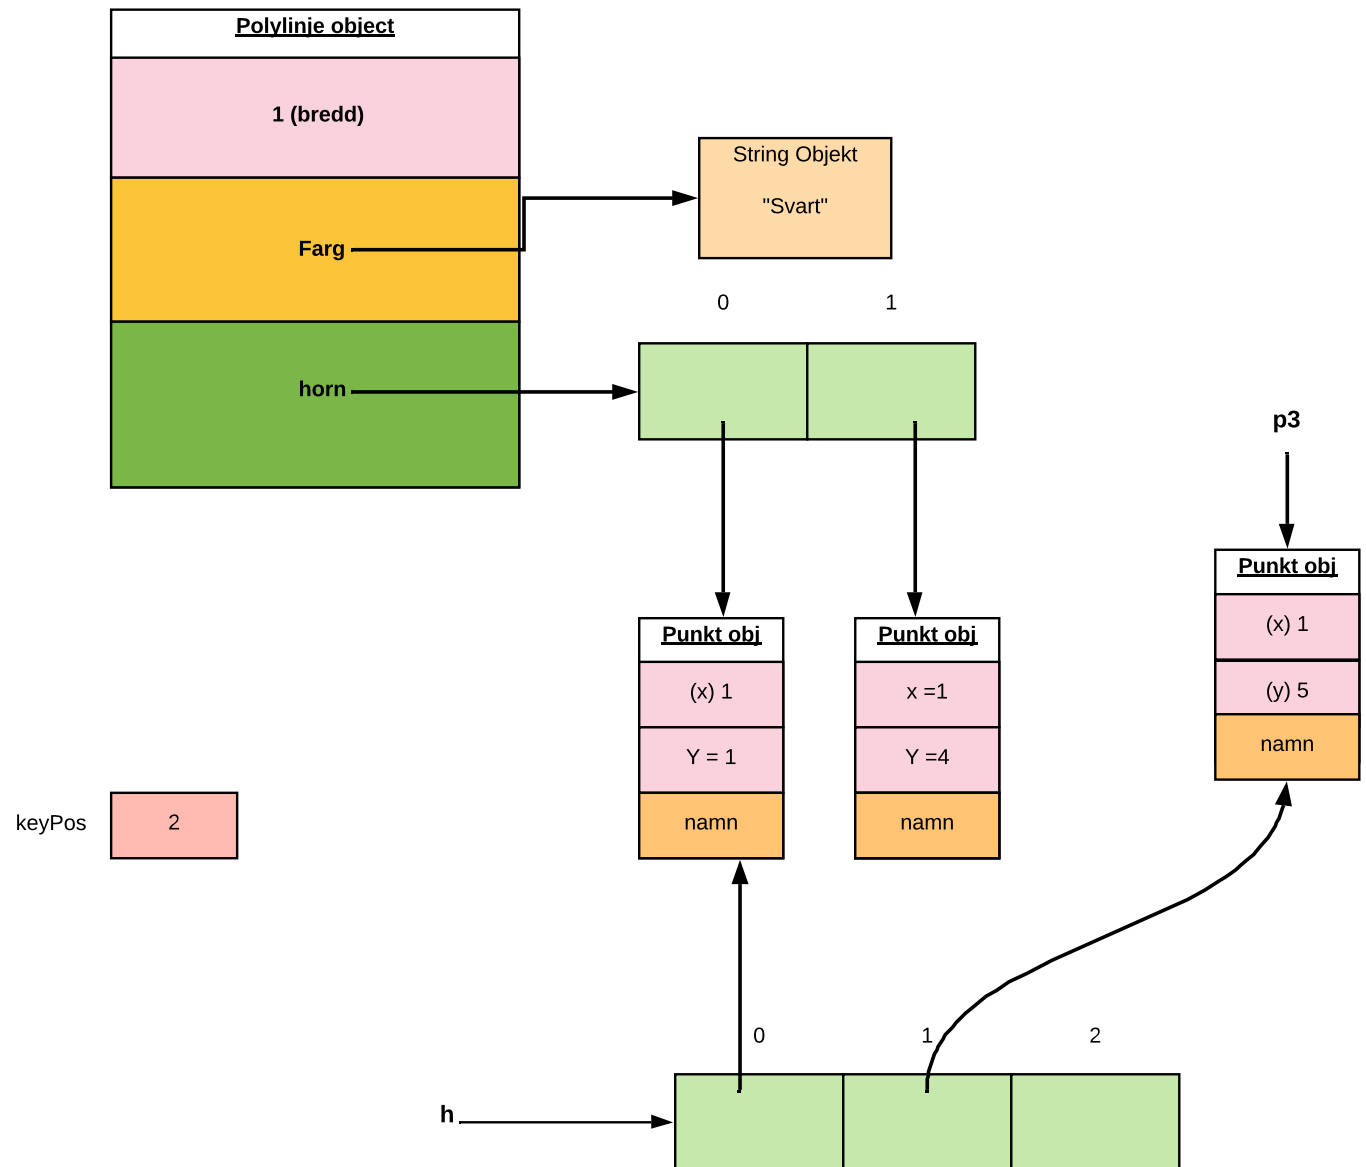 Polylinje object
1 (bredd)
Farg
horn
String Objekt
"Svart"
0 1
p3
Punkt obj
(x) 1
(y) 5
namn
Punkt obj
(x) 1
Y = 1
namn
Punkt obj
x =1
Y =4
namn
keyPos 2
0 1 2
h